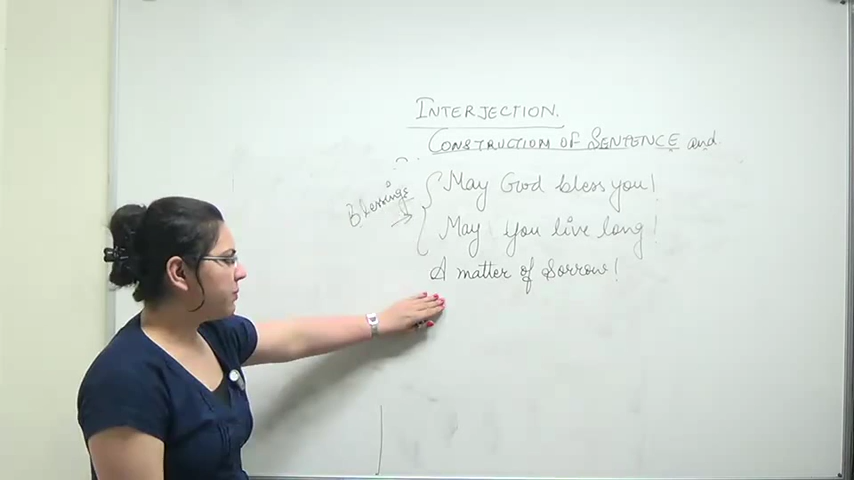 INTERJECTION.
CONSTRUCTION OF SENTENCE and
Blessings
May God bless you!
May you live long!
A matter of Sorrow!